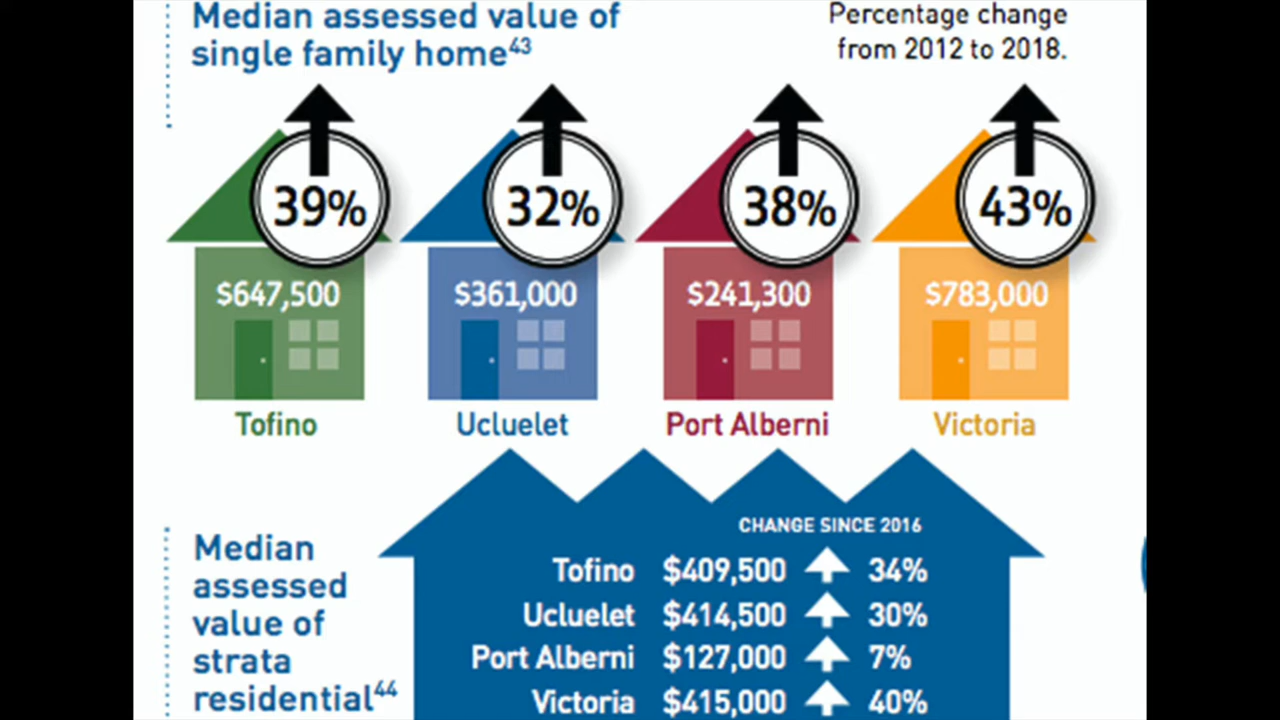 Median assessed value of
single family home43
Percentage change
from 2012 to 2018.
39%
32%
38%
43%
$647,500
$361,000
$241,300
$783,000
Tofino
Ucluelet
Port Alberni
Victoria
Median
assessed
value of
strata
residential44
CHANGE SINCE 2016
Tofino $409,500 34%
Ucluelet $414,500 30%
Port Alberni $127,000 7%
Victoria $415,000 40%